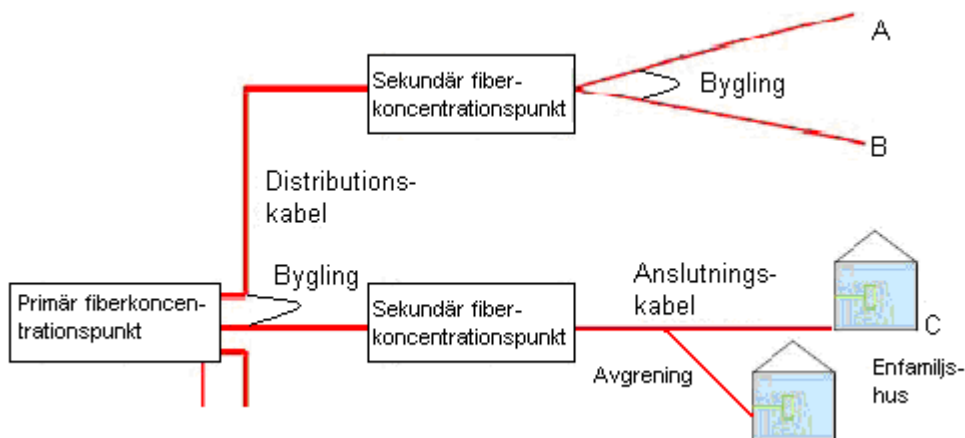 A
Sekundär fiber-
koncentrationspunkt
Bygling
B
Distributions-
kabel
Bygling
Anslutnings-
kabel
Primär fiberkoncen-
trationspunkt
Sekundär fiber-
koncentrationspunkt
C
Avgrening
Enfamiljs-
hus